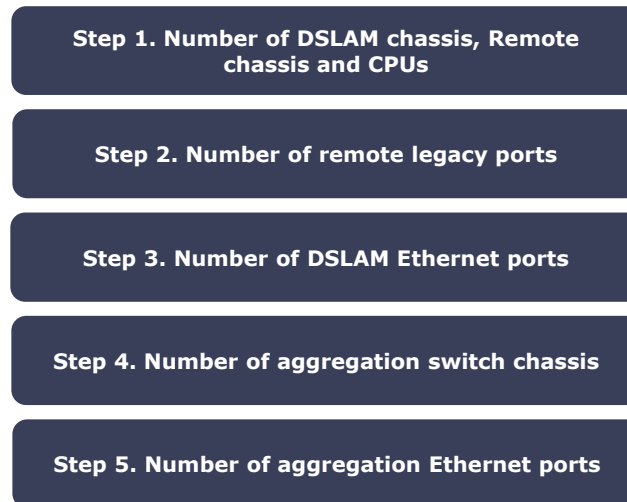 Step 1. Number of DSLAM chassis, Remote
chassis and CPUs
Step 2. Number of remote legacy ports
Step 3. Number of DSLAM Ethernet ports
Step 4. Number of aggregation switch chassis
Step 5. Number of aggregation Ethernet ports